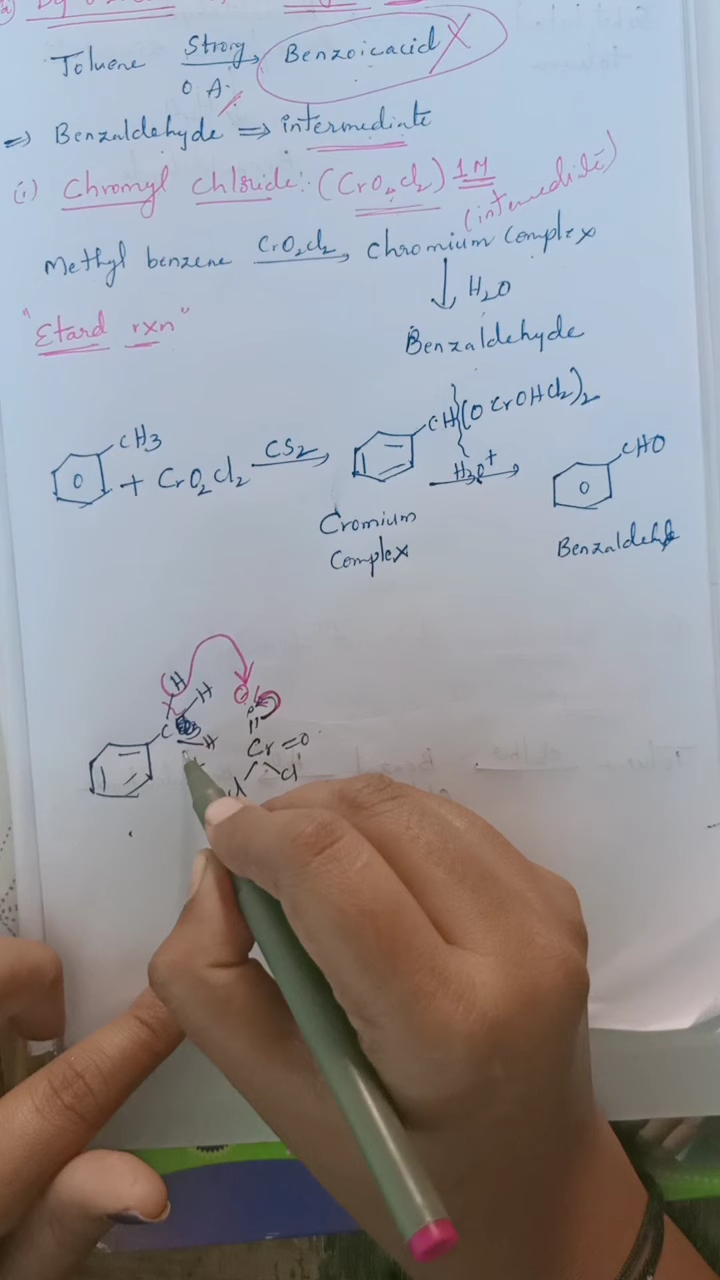 Toluene Strong O A. Benzoicacid X
=> Benzaldehyde => intermediate
(i) Chromyl Chlsride: (CrO2Cl2) 1M
(intermediate)
Methyl benzene CrO2Cl2 chromium Complex
↓ H2O
"Etard rxn"
Benzaldehyde
CH3 + CrO2Cl2 CS2 CH(OCrOHCl2)2 H3O+ CHO
Cromium Complex
Benzaldehyde
H
H
C
H
Cr=O
Cl